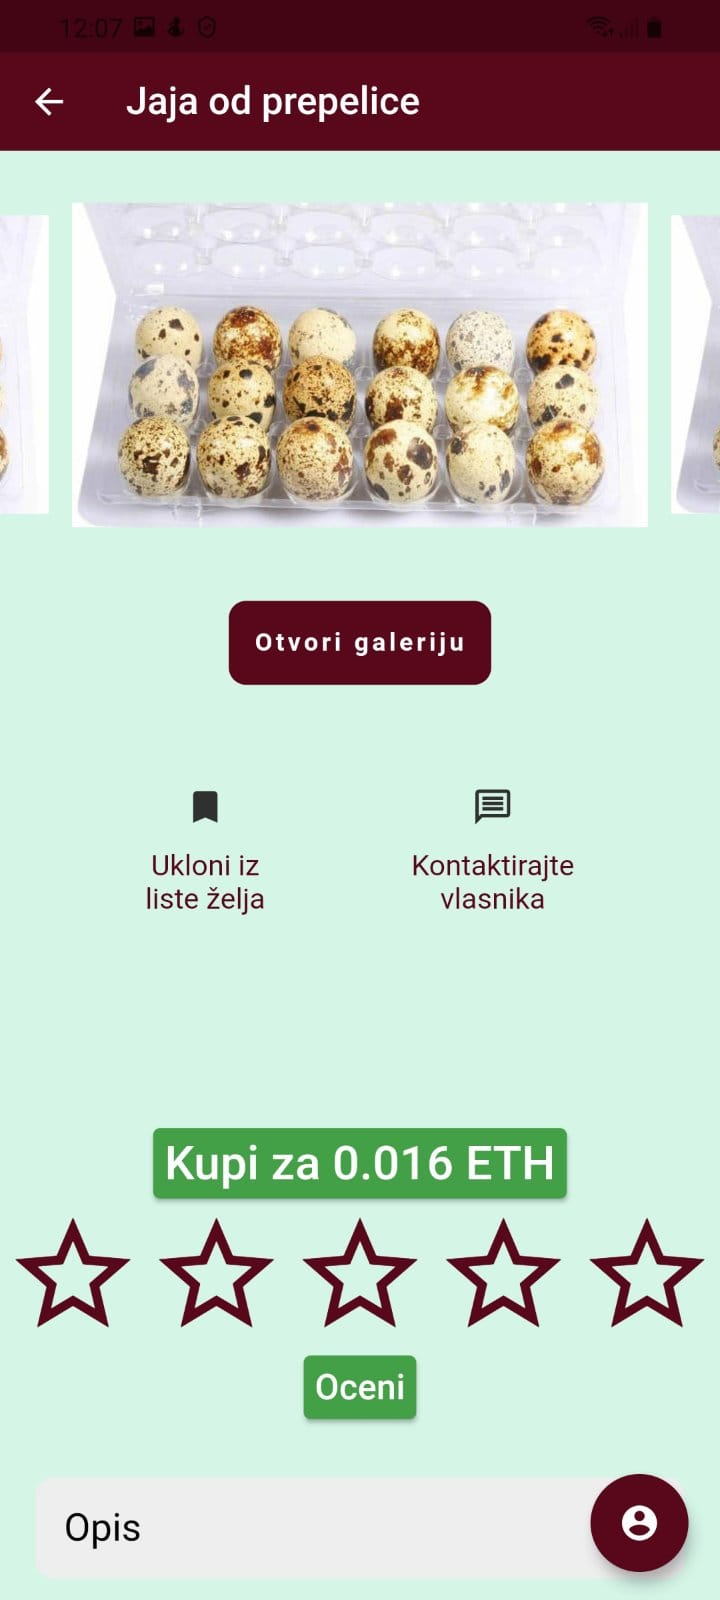 12:07
Jaja od prepelice
Otvori galeriju
Ukloni iz
liste želja
Kontaktirajte
vlasnika
Kupi za 0.016 ETH
Oceni
Opis